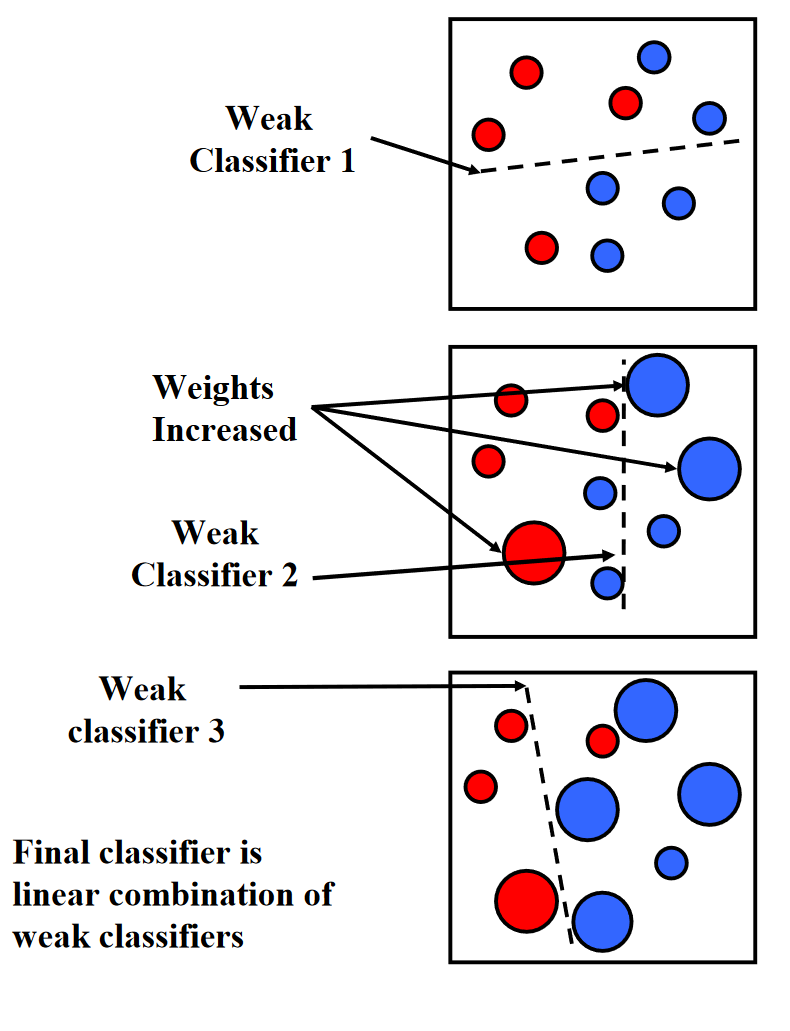 Weak
Classifier 1
Weights
Increased
Weak
Classifier 2
Weak
classifier 3
Final classifier is
linear combination of
weak classifiers